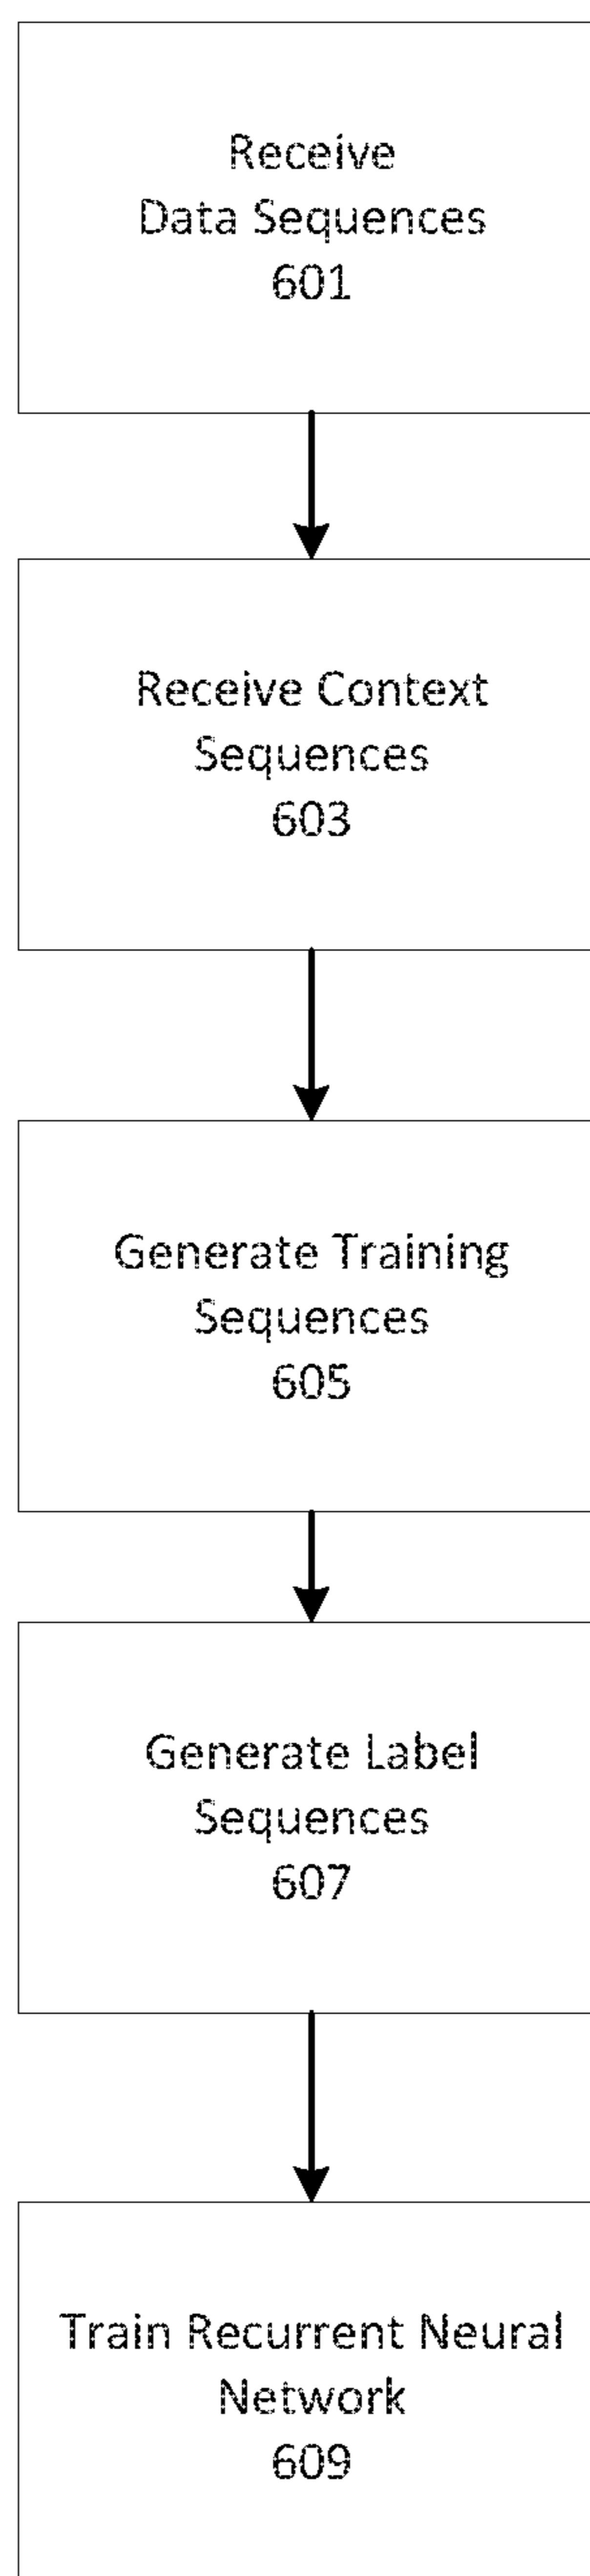 Receive
Data Sequences
601
Receive Context
Sequences
603
Generate Training
Sequences
605
Generate Label
Sequences
607
Train Recurrent Neural
Network
609